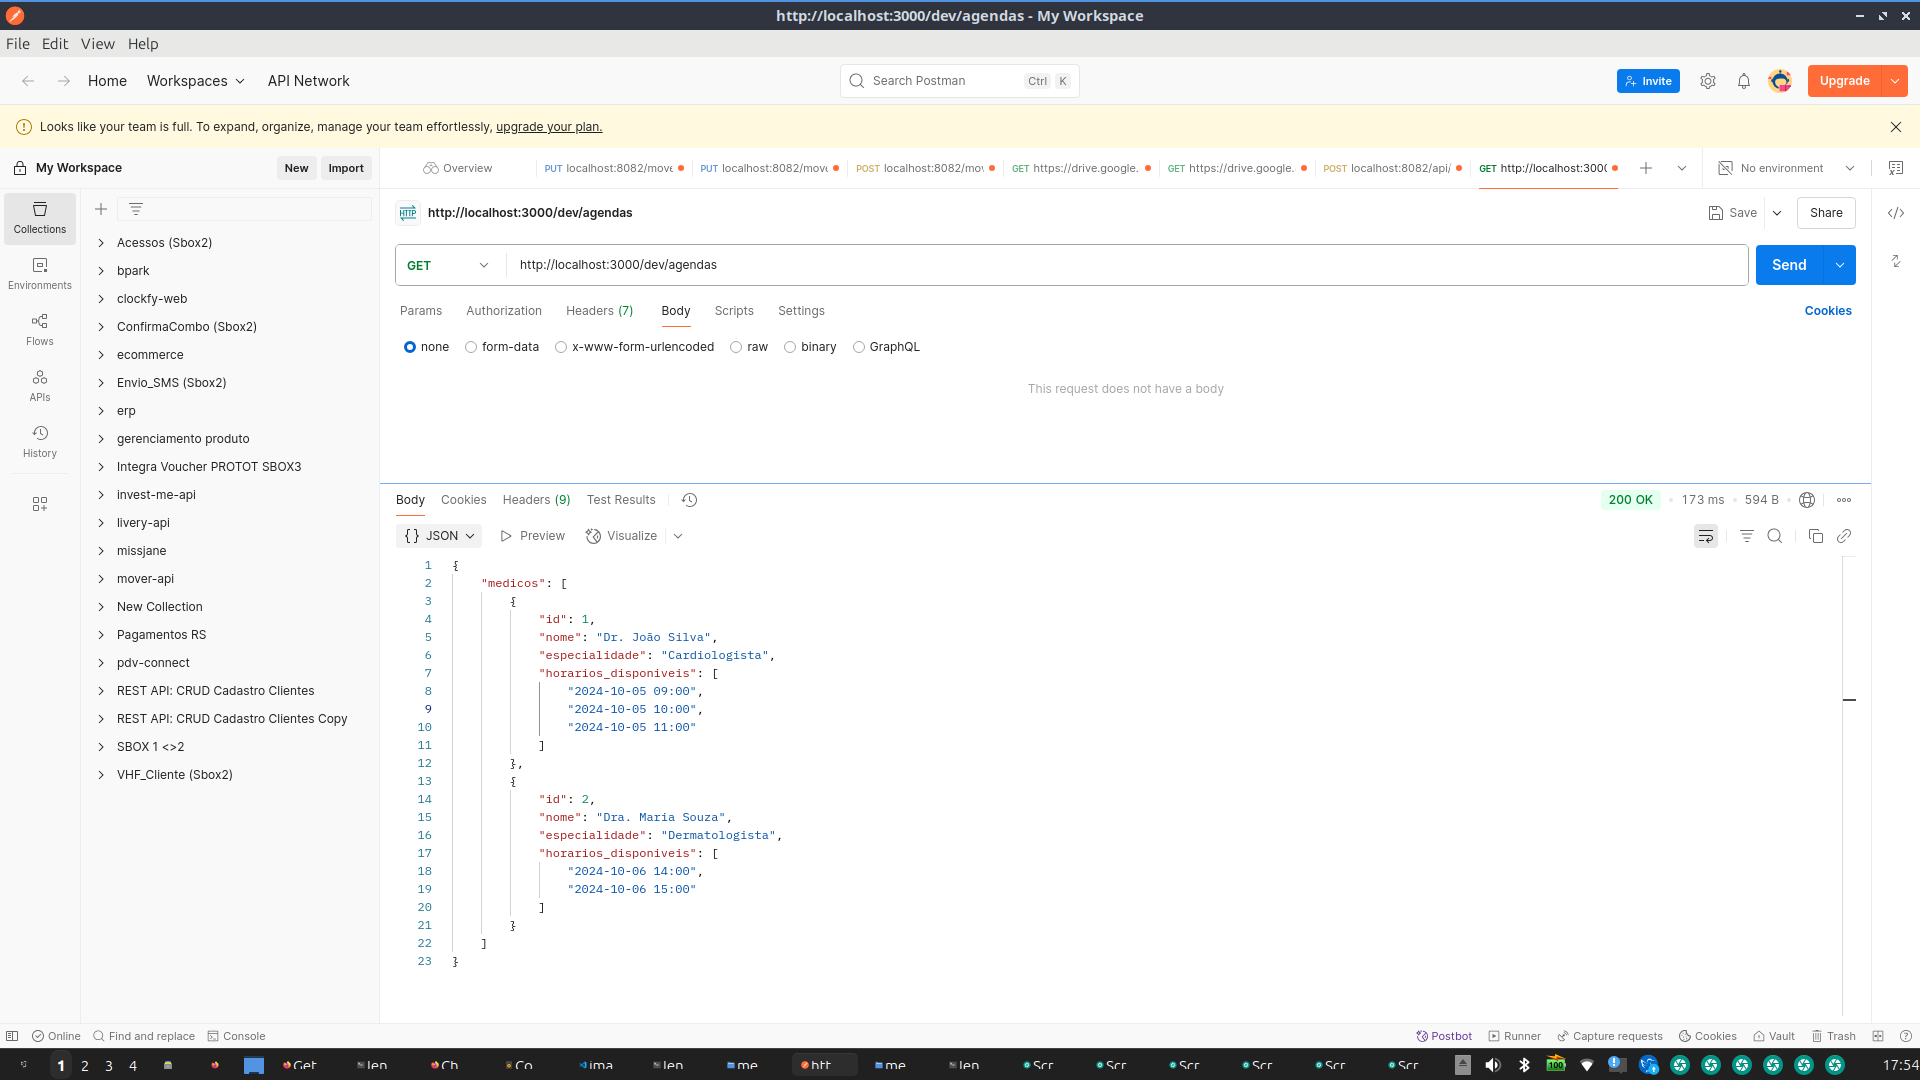 http://localhost:3000/dev/agendas - My Workspace
File Edit View Help
Home Workspaces API Network
Search Postman Ctrl K
Invite
Upgrade
Looks like your team is full. To expand, organize, manage your team effortlessly, upgrade your plan.
My Workspace New Import
Overview PUT localhost:8082/move PUT localhost:8082/move POST localhost:8082/mov GET https://drive.google. GET https://drive.google. POST localhost:8082/api/ GET http://localhost:3000 No environment
Collections
Environments
Flows
APIs
History
Acessos (Sbox2)
bpark
clockfy-web
ConfirmaCombo (Sbox2)
ecommerce
Envio_SMS (Sbox2)
erp
gerenciamento produto
Integra Voucher PROTOT SBOX3
invest-me-api
livery-api
missjane
mover-api
New Collection
Pagamentos RS
pdv-connect
REST API: CRUD Cadastro Clientes
REST API: CRUD Cadastro Clientes Copy
SBOX 1 <>2
VHF_Cliente (Sbox2)
HTTP http://localhost:3000/dev/agendas Save Share
GET http://localhost:3000/dev/agendas Send
Params Authorization Headers (7) Body Scripts Settings Cookies
none form-data x-www-form-urlencoded raw binary GraphQL
This request does not have a body
Body Cookies Headers (9) Test Results 200 OK 173 ms 594 B
{} JSON Preview Visualize
1 {
2 "medicos": [
3 {
4 "id": 1,
5 "nome": "Dr. João Silva",
6 "especialidade": "Cardiologista",
7 "horarios_disponiveis": [
8 "2024-10-05 09:00",
9 "2024-10-05 10:00",
10 "2024-10-05 11:00"
11 ]
12 },
13 {
14 "id": 2,
15 "nome": "Dra. Maria Souza",
16 "especialidade": "Dermatologista",
17 "horarios_disponiveis": [
18 "2024-10-06 14:00",
19 "2024-10-06 15:00"
20 ]
21 }
22 ]
23 }
Online Find and replace Console Postbot Runner Capture requests Cookies Vault Trash
1 2 3 4 Get len Ch Co ima len me htt me len Scr Scr Scr Scr Scr Scr 100 17:54